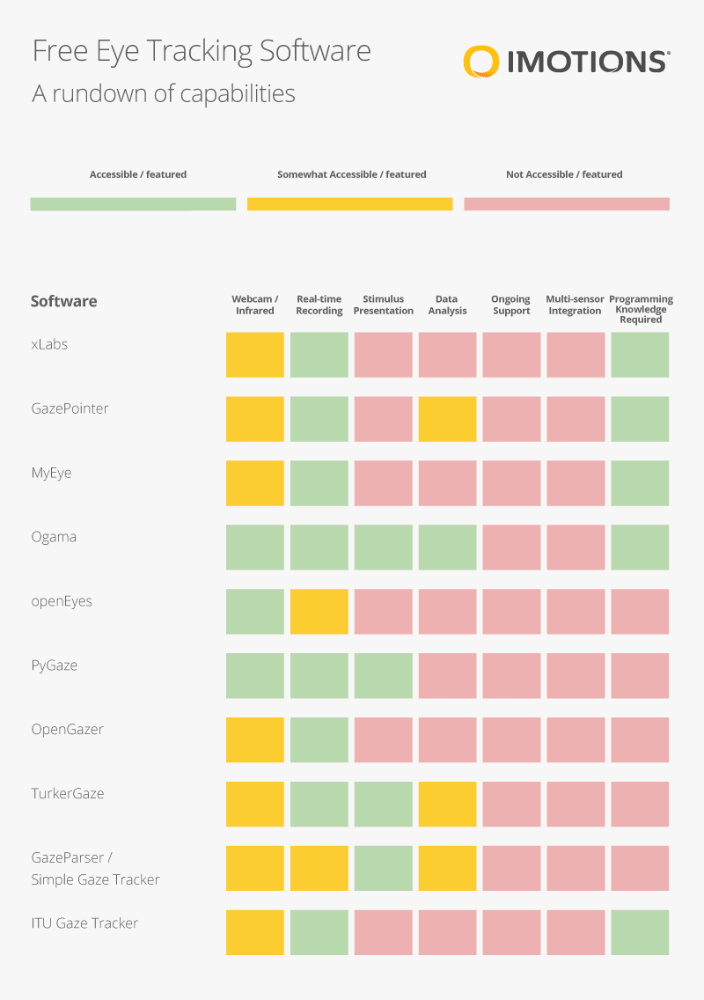 Free Eye Tracking Software
A rundown of capabilities
IMOTIONS®
Accessible / featured
Somewhat Accessible / featured
Not Accessible / featured
Software
Webcam /
Infrared
Real-time
Recording
Stimulus
Presentation
Data
Analysis
Ongoing
Support
Multi-sensor
Integration
Programming
Knowledge
Required
xLabs
GazePointer
MyEye
Ogama
openEyes
PyGaze
OpenGazer
TurkerGaze
GazeParser /
Simple Gaze Tracker
ITU Gaze Tracker